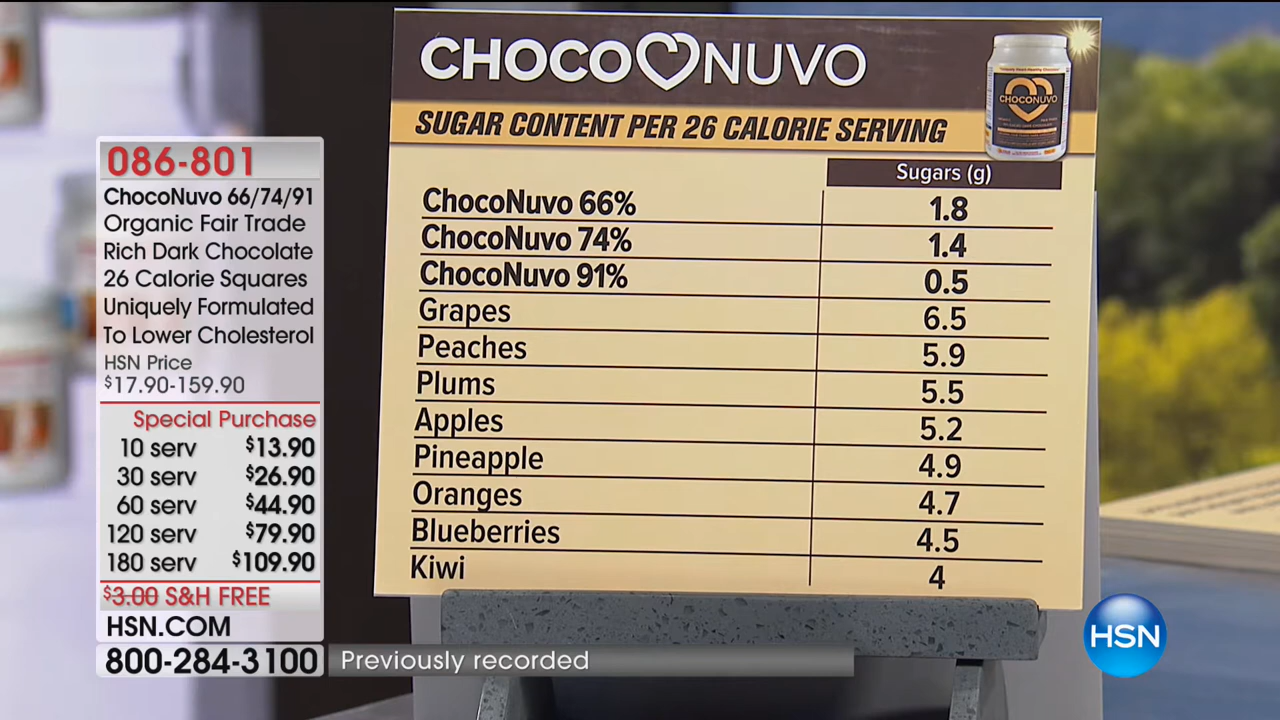 086-801
ChocoNuvo 66/74/91
Organic Fair Trade
Rich Dark Chocolate
26 Calorie Squares
Uniquely Formulated
To Lower Cholesterol
HSN Price
$17.90-159.90
Special Purchase
10 serv $13.90
30 serv $26.90
60 serv $44.90
120 serv $79.90
180 serv $109.90
$3.00 S&H FREE
HSN.COM
800-284-3100
Previously recorded
CHOCO NUVO
SUGAR CONTENT PER 26 CALORIE SERVING
CHOCONUVO
Sugars (g)
ChocoNuvo 66% 1.8
ChocoNuvo 74% 1.4
ChocoNuvo 91% 0.5
Grapes 6.5
Peaches 5.9
Plums 5.5
Apples 5.2
Pineapple 4.9
Oranges 4.7
Blueberries 4.5
Kiwi 4
HSN